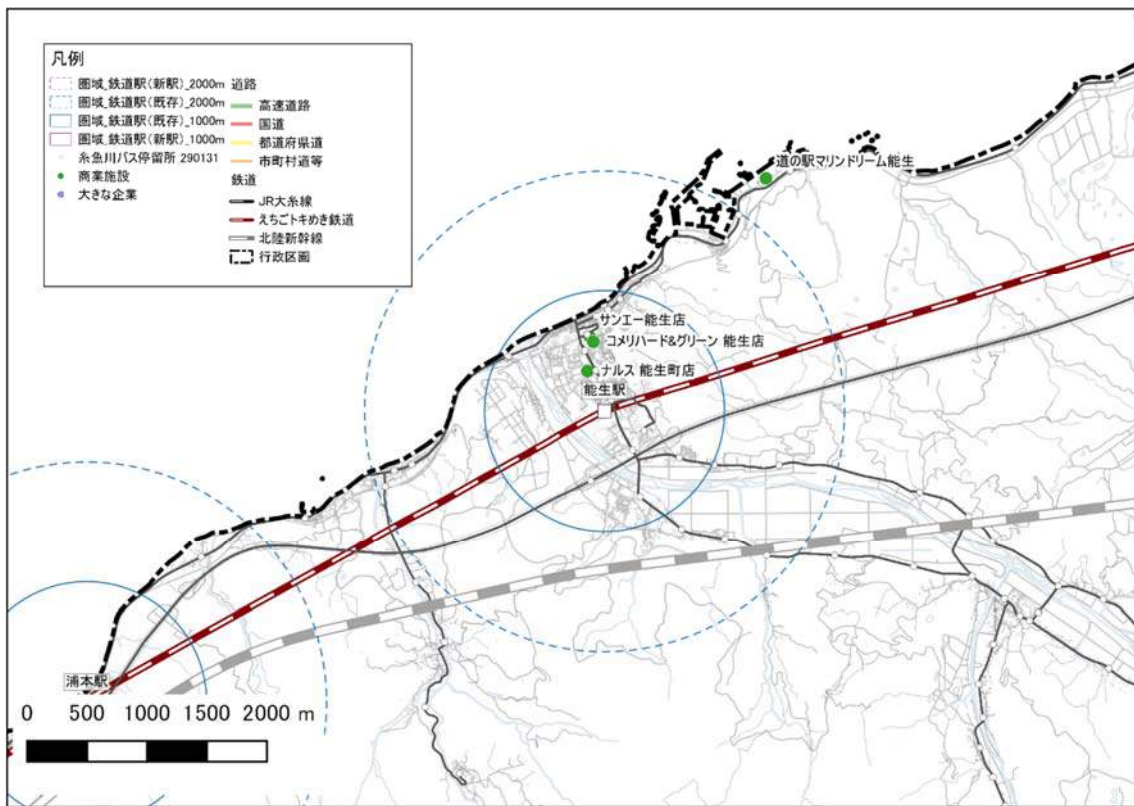 凡例
圏域_鉄道駅(新駅)_2000m
圏域_鉄道駅(既存)_2000m
圏域_鉄道駅(既存)_1000m
圏域_鉄道駅(新駅)_1000m
糸魚川バス停留所 290131
商業施設
大きな企業
道路
高速道路
国道
都道府県道
市町村道等
鉄道
JR大糸線
えちごトキめき鉄道
北陸新幹線
行政区画
道の駅マリンドリーム能生
サンエー能生店
コメリハード&グリーン 能生店
ナルス 能生町店
能生駅
浦本駅
0 500 1000 1500 2000 m